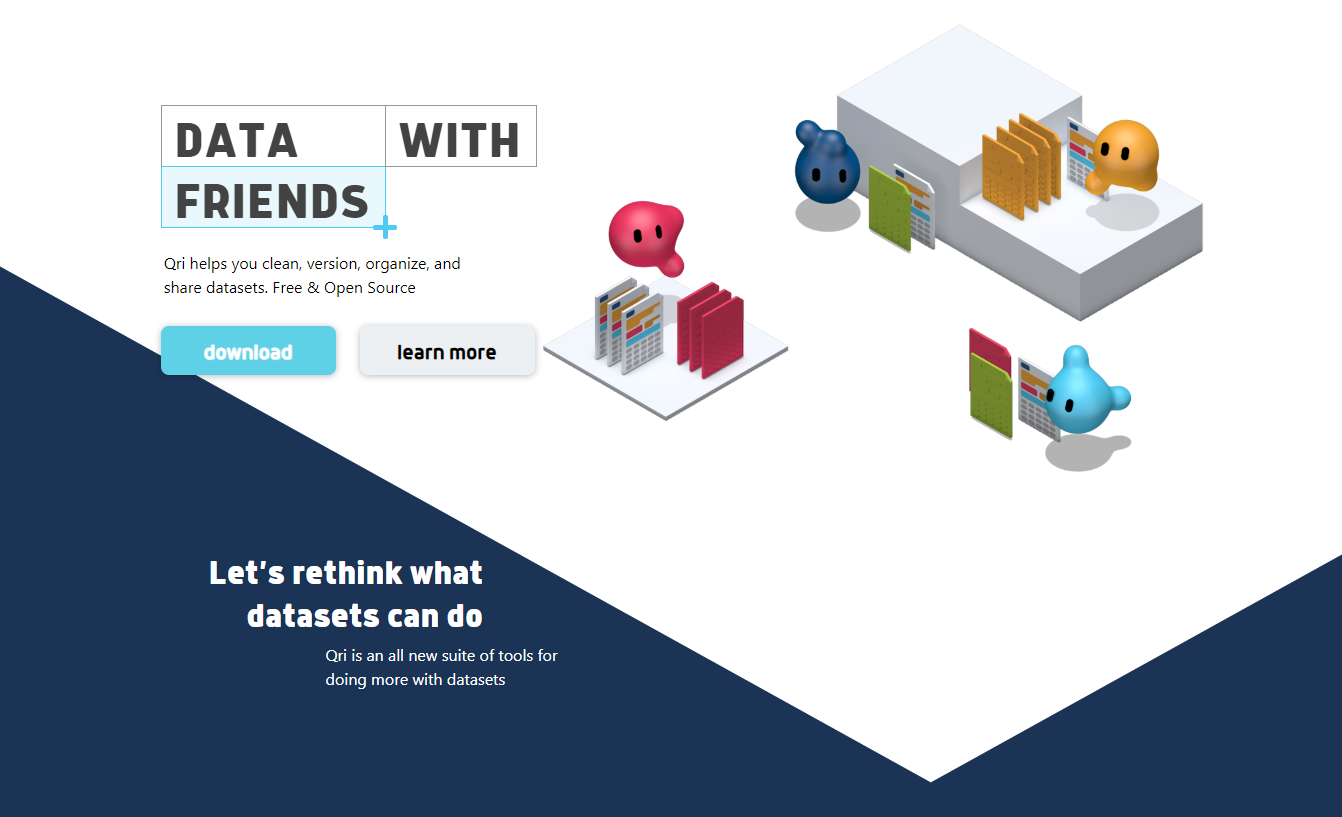 DATA WITH
FRIENDS
Qri helps you clean, version, organize, and
share datasets. Free & Open Source
download
learn more
Let's rethink what
datasets can do
Qri is an all new suite of tools for
doing more with datasets